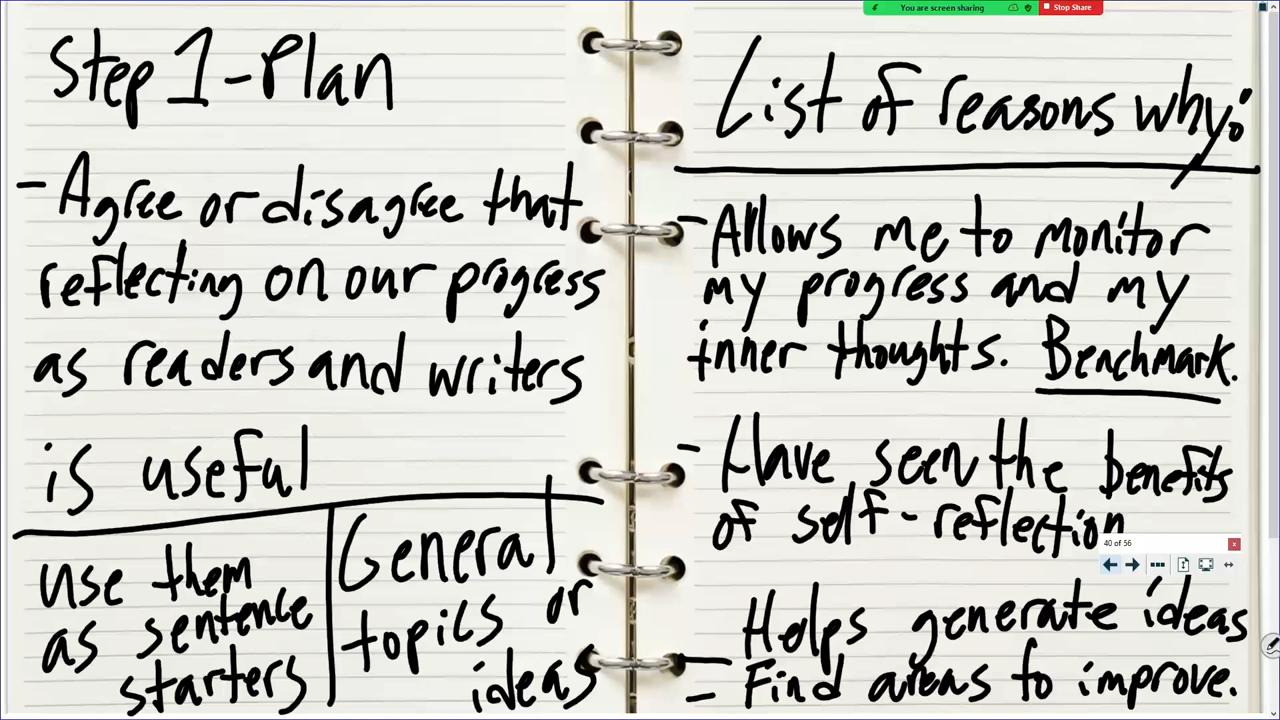 You are screen sharing
Stop Share
Step 1-Plan
- Agree or disagree that
reflecting on our progress
as readers and writers
is useful
use them
as sentence
starters
General
topics or
ideas
List of reasons why:
- Allows me to monitor
my progress and my
inner thoughts. Benchmark.
- Have seen the benefits
of self-reflection
40 of 56
- Helps generate ideas
- Find areas to improve.